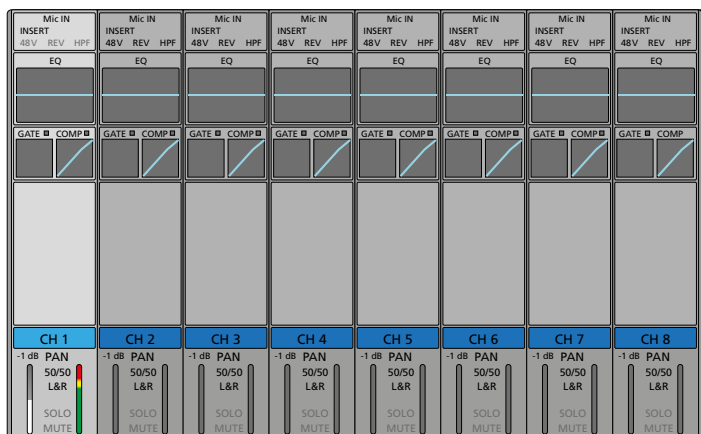 Mic IN Mic IN Mic IN Mic IN Mic IN Mic IN Mic IN Mic IN
INSERT INSERT INSERT INSERT INSERT INSERT INSERT INSERT
48V REV HPF 48V REV HPF 48V REV HPF 48V REV HPF 48V REV HPF 48V REV HPF 48V REV HPF 48V REV HPF
EQ EQ EQ EQ EQ EQ EQ EQ
GATE COMP GATE COMP GATE COMP GATE COMP GATE COMP GATE COMP GATE COMP GATE COMP
CH 1 CH 2 CH 3 CH 4 CH 5 CH 6 CH 7 CH 8
-1 dB PAN -1 dB PAN -1 dB PAN -1 dB PAN -1 dB PAN -1 dB PAN -1 dB PAN -1 dB PAN
50/50 50/50 50/50 50/50 50/50 50/50 50/50 50/50
L&R L&R L&R L&R L&R L&R L&R L&R
SOLO SOLO SOLO SOLO SOLO SOLO SOLO SOLO
MUTE MUTE MUTE MUTE MUTE MUTE MUTE MUTE